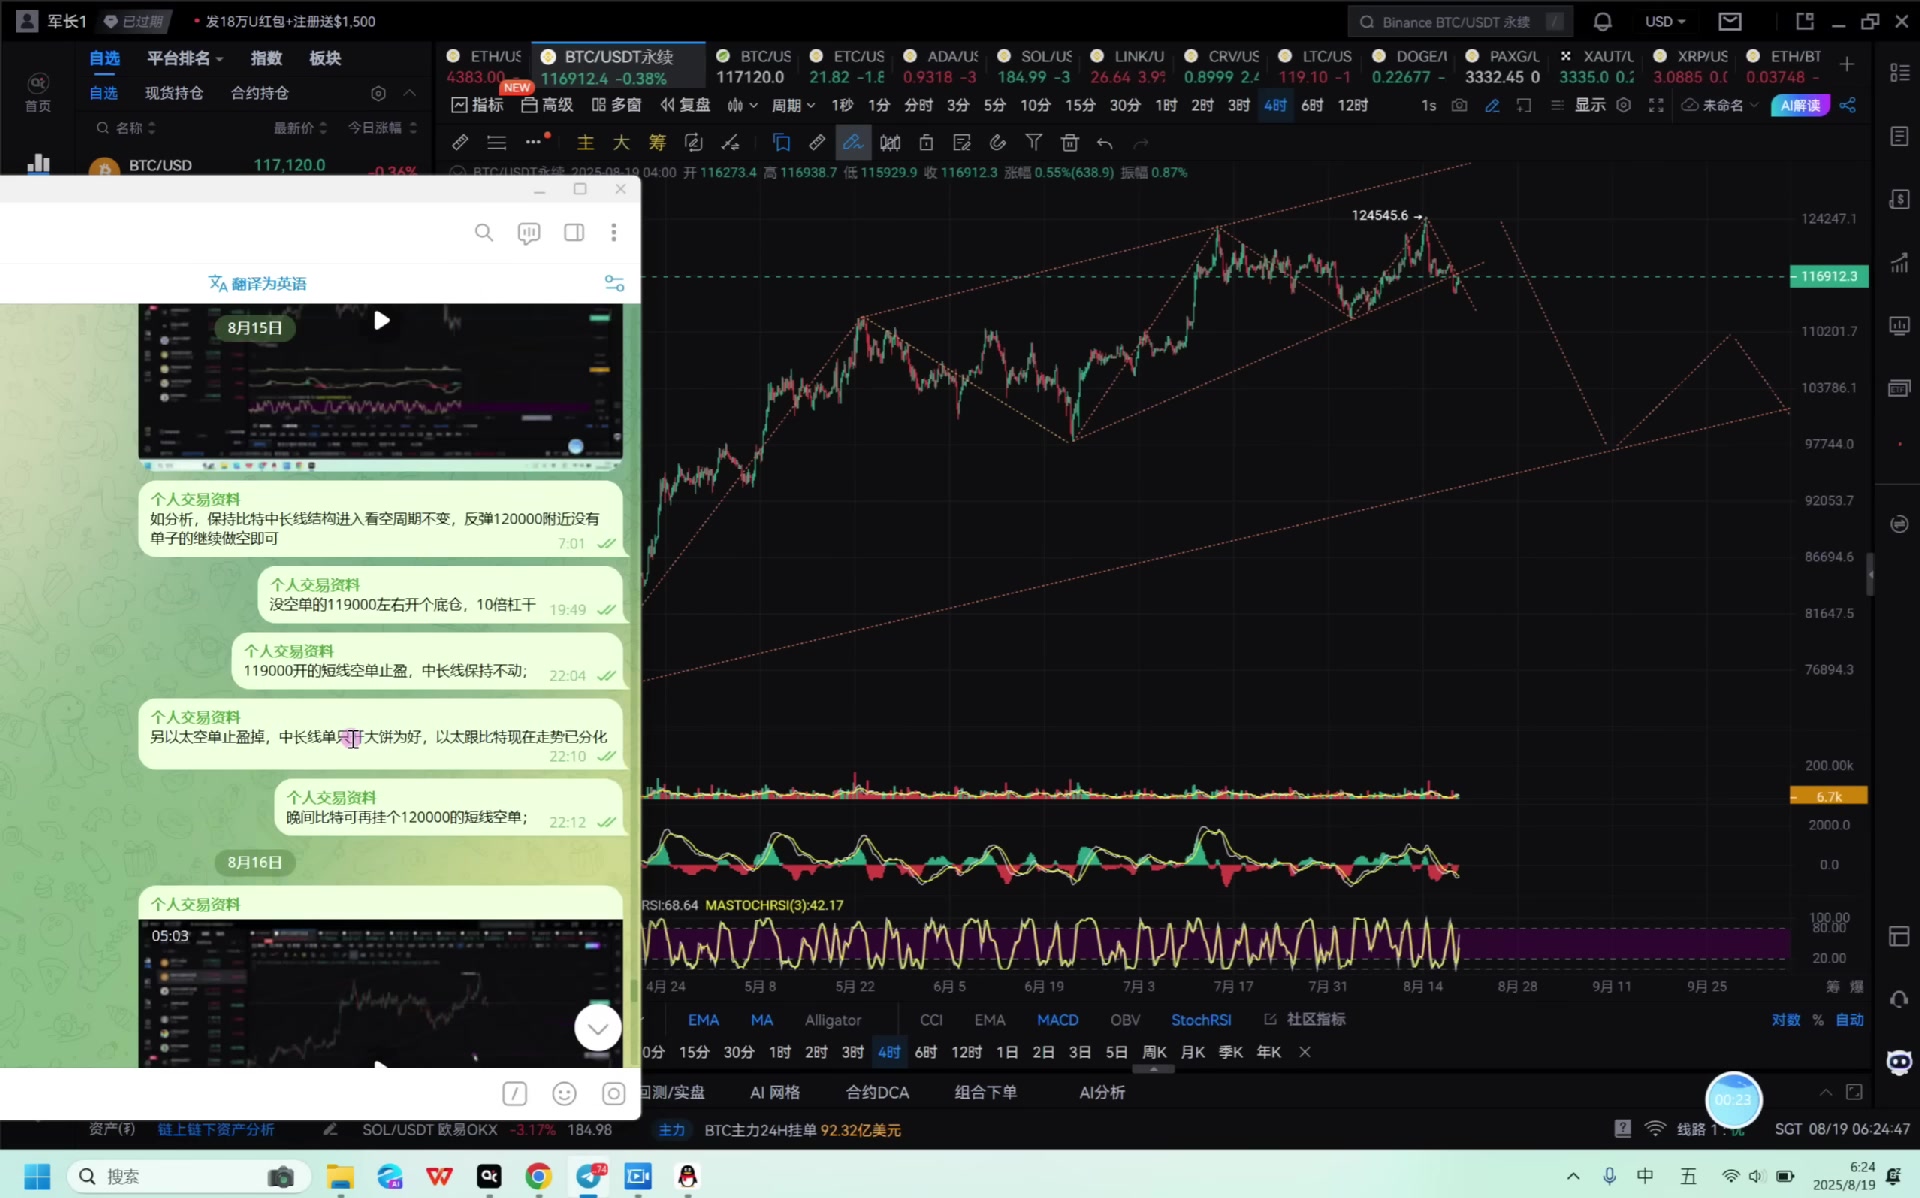 军长1 已过期 • 发18万U红包+注册送$1,500
Binance BTC/USDT 永续 / USD
首页
自选 平台排名 指数 板块
自选 现货持仓 合约持仓
名称 最新价 今日涨幅
BTC/USD 117,120.0 -0.36%
ETH/US BTC/USDT永续 BTC/US ETC/US ADA/US SOL/US LINK/U CRV/US LTC/US DOGE/I PAXG/L XAUT/L XRP/US ETH/BT
4383.00 116912.4 -0.38% 117120.0 21.82 -1.8 0.9318 -3 184.99 -3 26.64 3.9 0.8999 2.4 119.10 -1 0.22677 - 3332.45 0 3335.0 0.2 3.0885 0.0 0.03748 -
NEW
指标 高级 多窗 复盘 周期 1秒 1分 分时 3分 5分 10分 15分 30分 1时 2时 3时 4时 6时 12时 1s 显示 未命名 AI解读
主 大 筹
BTC/USDT永续 2025-08-19 04:00 开 116273.4 高 116938.7 低 115929.9 收 116912.3 涨幅 0.55%(638.9) 振幅 0.87%
124545.6
124247.1
116912.3
110201.7
103786.1
97744.0
92053.7
86694.6
81647.5
76894.3
200.00k
6.7k
2000.0
0.0
RSI:68.64 MASTOCHRSI(3):42.17
100.00
80.00
20.00
4月24 5月8 5月22 6月5 6月19 7月3 7月17 7月31 8月14 8月28 9月11 9月25 筹 爆
EMA MA Alligator CCI EMA MACD OBV StochRSI 社区指标 对数 % 自动
0分 15分 30分 1时 2时 3时 4时 6时 12时 1日 2日 3日 5日 周K 月K 季K 年K
回测/实盘 AI 网格 合约DCA 组合下单 AI分析
00:23
翻译为英语
8月15日
个人交易资料
如分析，保持比特中长线结构进入看空周期不变，反弹120000附近没有
单子的继续做空即可
7:01
个人交易资料
没空单的119000左右开个底仓，10倍杠干 19:49
个人交易资料
119000开的短线空单止盈，中长线保持不动； 22:04
个人交易资料
另以太空单止盈掉，中长线单只开大饼为好，以太跟比特现在走势已分化
22:10
个人交易资料
晚间比特可再挂个120000的短线空单； 22:12
8月16日
个人交易资料
05:03
资产(₮) 链上链下资产分析 SOL/USDT 欧易OKX -3.17% 184.98 主力 BTC主力24H挂单 92.32亿美元 线路 1 SGT 08/19 06:24:47
搜索 74 中 五 6:24
2025/8/19